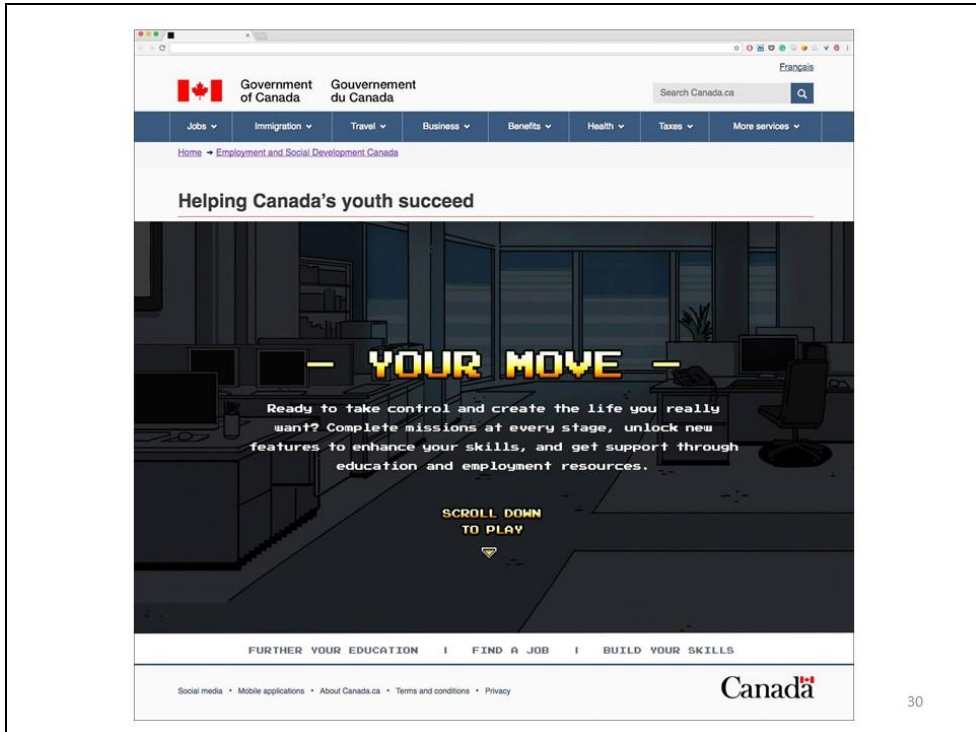 Français
Government of Canada
Gouvernement du Canada
Search Canada.ca
Jobs
Immigration
Travel
Business
Benefits
Health
Taxes
More services
Home → Employment and Social Development Canada
Helping Canada's youth succeed
- YOUR MOVE -
Ready to take control and create the life you really
want? Complete missions at every stage, unlock new
features to enhance your skills, and get support through
education and employment resources.
SCROLL DOWN
TO PLAY
FURTHER YOUR EDUCATION | FIND A JOB | BUILD YOUR SKILLS
Social media • Mobile applications • About Canada.ca • Terms and conditions • Privacy
Canada
30